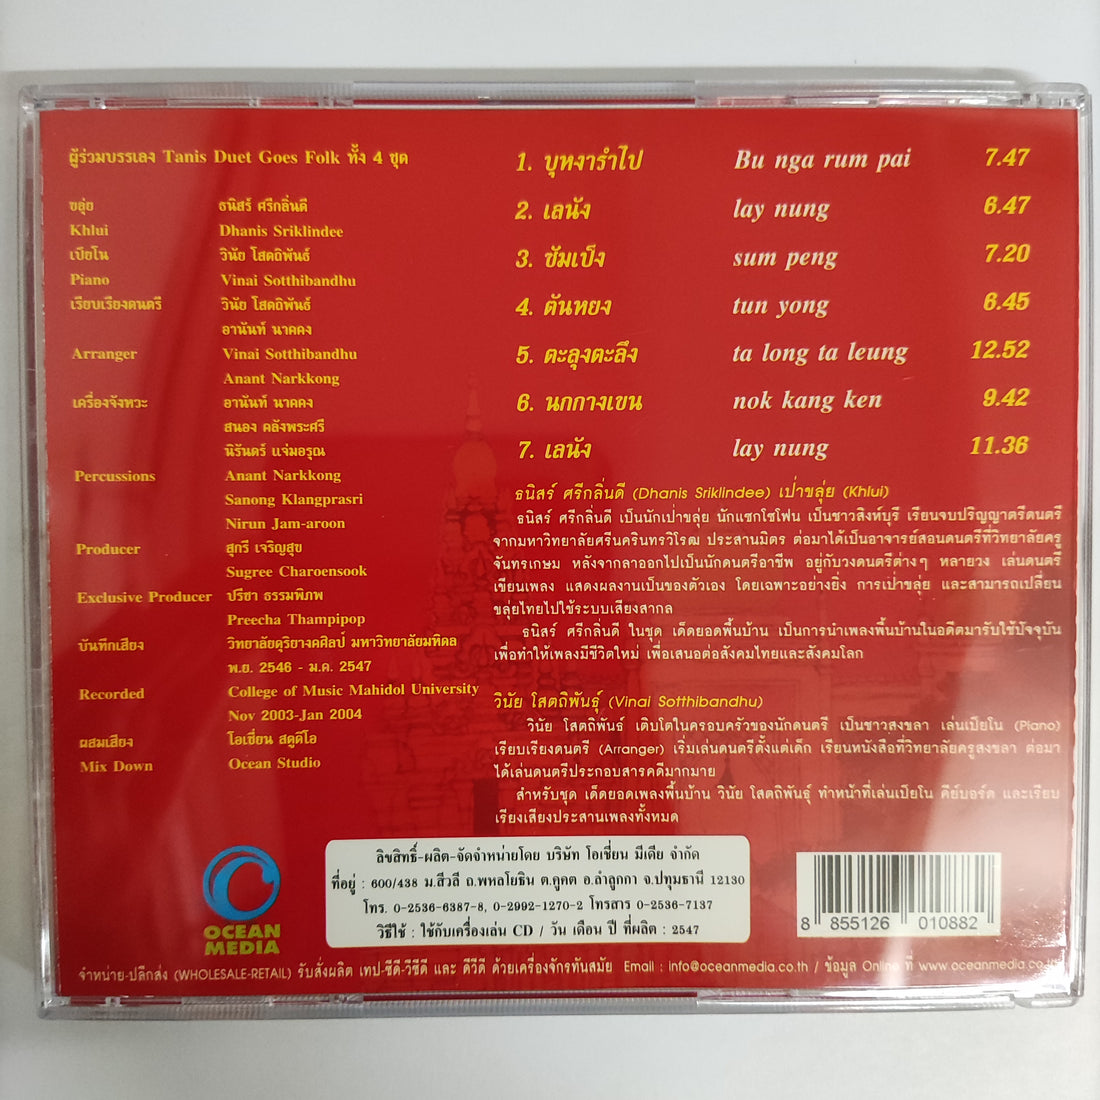 ผู้ร่วมบรรเลง Tanis Duet Goes Folk ทั้ง 4 ชุด
ขลุ่ย ธนิสร์ ศรีกลิ่นดี
Khlui Dhanis Sriklindee
เปียโน วินัย โสตถิพันธ์
Piano Vinai Sotthibandhu
เรียบเรียงดนตรี วินัย โสตถิพันธ์
อานันท์ นาคคง
Arranger Vinai Sotthibandhu
Anant Narkkong
เครื่องจังหวะ อานันท์ นาคคง
สนอง คลังพระศรี
นิรันดร์ แจ่มอรุณ
Percussions Anant Narkkong
Sanong Klangprasri
Nirun Jam-aroon
Producer สุกรี เจริญสุข
Sugree Charoensook
Exclusive Producer ปรีชา ธรรมพิภพ
Preecha Thampipop
บันทึกเสียง วิทยาลัยดุริยางคศิลป์ มหาวิทยาลัยมหิดล
พ.ย. 2546 - ม.ค. 2547
Recorded College of Music Mahidol University
Nov 2003-Jan 2004
ผสมเสียง โอเชี่ยน สตูดิโอ
Mix Down Ocean Studio
1. บุหงารำไป Bu nga rum pai 7.47
2. เลนัง lay nung 6.47
3. ซัมเป็ง sum peng 7.20
4. ตันหยง tun yong 6.45
5. ตะลุงตะลึง ta long ta leung 12.52
6. นกกางเขน nok kang ken 9.42
7. เลนัง lay nung 11.36
ธนิสร์ ศรีกลิ่นดี (Dhanis Sriklindee) เป่าขลุ่ย (Khlui)
ธนิสร์ ศรีกลิ่นดี เป็นนักเป่าขลุ่ย นักแซกโซโฟน เป็นชาวสิงห์บุรี เรียนจบปริญญาตรีดนตรี
จากมหาวิทยาลัยศรีนครินทรวิโรฒ ประสานมิตร ต่อมาได้เป็นอาจารย์สอนดนตรีที่วิทยาลัยครู
จันทรเกษม หลังจากลาออกไปเป็นนักดนตรีอาชีพ อยู่กับวงดนตรีต่างๆ หลายวง เล่นดนตรี
เขียนเพลง แสดงผลงานเป็นของตัวเอง โดยเฉพาะอย่างยิ่ง การเป่าขลุ่ย และสามารถเปลี่ยน
ขลุ่ยไทยไปใช้ระบบเสียงสากล
ธนิสร์ ศรีกลิ่นดี ในชุด เด็ดยอดพื้นบ้าน เป็นการนำเพลงพื้นบ้านในอดีตมารับใช้ปัจจุบัน
เพื่อทำให้เพลงมีชีวิตใหม่ เพื่อเสนอต่อสังคมไทยและสังคมโลก
วินัย โสตถิพันธุ์ (Vinai Sotthibandhu)
วินัย โสตถิพันธ์ เติบโตในครอบครัวของนักดนตรี เป็นชาวสงขลา เล่นเปียโน (Piano)
เรียบเรียงดนตรี (Arranger) เริ่มเล่นดนตรีตั้งแต่เด็ก เรียนหนังสือที่วิทยาลัยครูสงขลา ต่อมา
ได้เล่นดนตรีประกอบสารคดีมากมาย
สำหรับชุด เด็ดยอดเพลงพื้นบ้าน วินัย โสตถิพันธุ์ ทำหน้าที่เล่นเปียโน คีย์บอร์ด และเรียบ
เรียงเสียงประสานเพลงทั้งหมด
OCEAN
MEDIA
ลิขสิทธิ์-ผลิต-จัดจำหน่ายโดย บริษัท โอเชี่ยน มีเดีย จำกัด
ที่อยู่ : 600/438 ม.สีวลี ถ.พหลโยธิน ต.คูคต อ.ลำลูกกา จ.ปทุมธานี 12130
โทร. 0-2536-6387-8, 0-2992-1270-2 โทรสาร 0-2536-7137
วิธีใช้ : ใช้กับเครื่องเล่น CD / วัน เดือน ปี ที่ผลิต : 2547
8 855126 010882
จำหน่าย-ปลีกส่ง (WHOLESALE-RETAIL) รับสั่งผลิต เทป-ซีดี-วีซีดี และ ดีวีดี ด้วยเครื่องจักรทันสมัย Email : info@oceanmedia.co.th / ข้อมูล Online ที่ www.oceanmedia.co.th